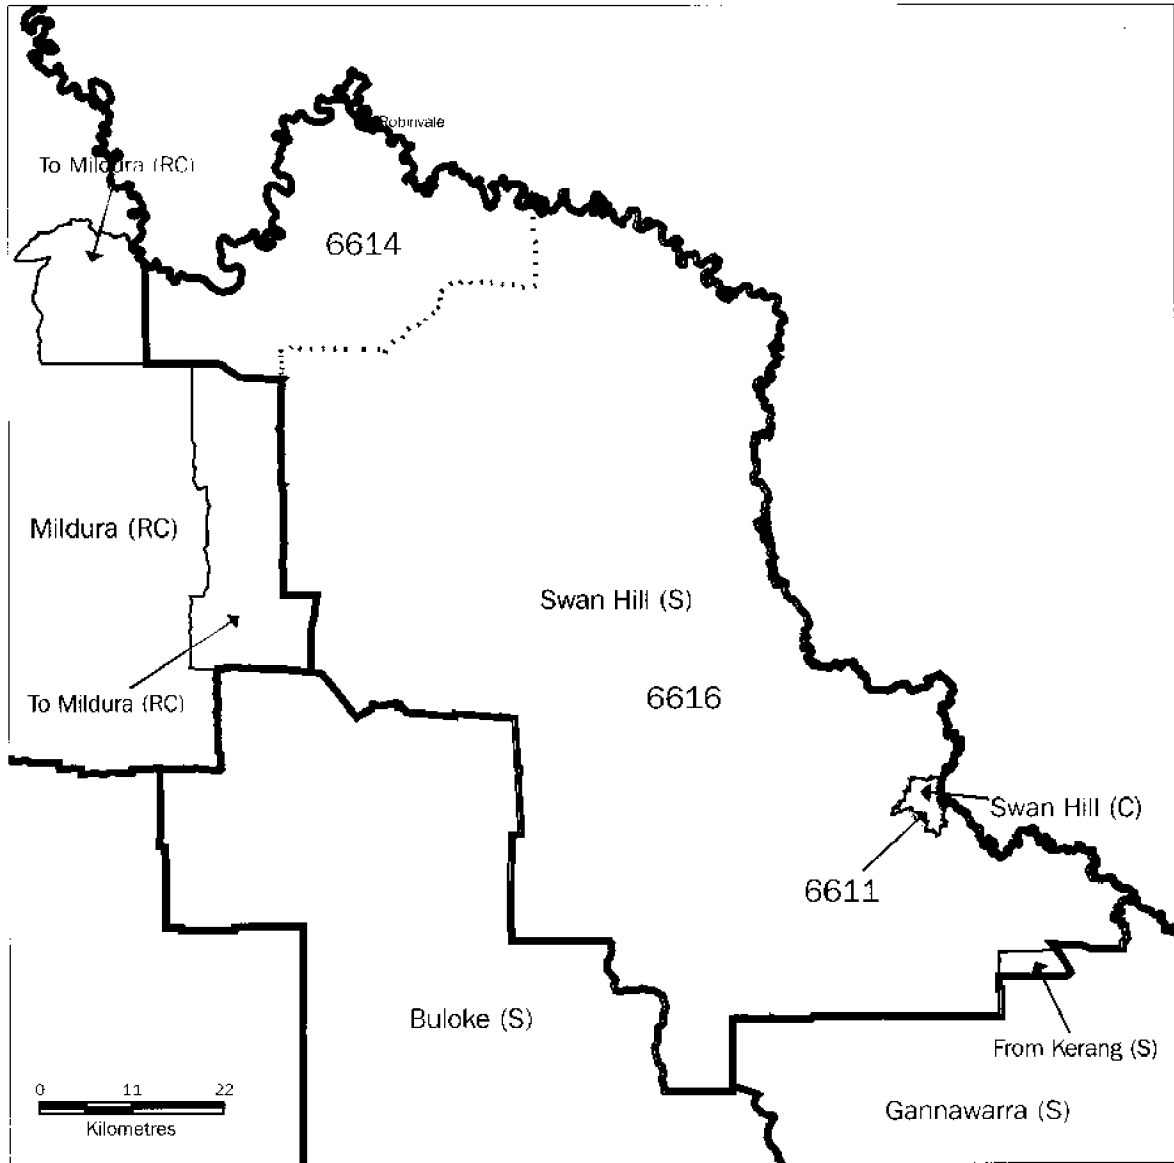 Robinvale
To Mildura (RC)
6614
Mildura (RC)
Swan Hill (S)
To Mildura (RC)
6616
Swan Hill (C)
6611
Buloke (S)
From Kerang (S)
0 11 22
Kilometres
Gannawarra (S)